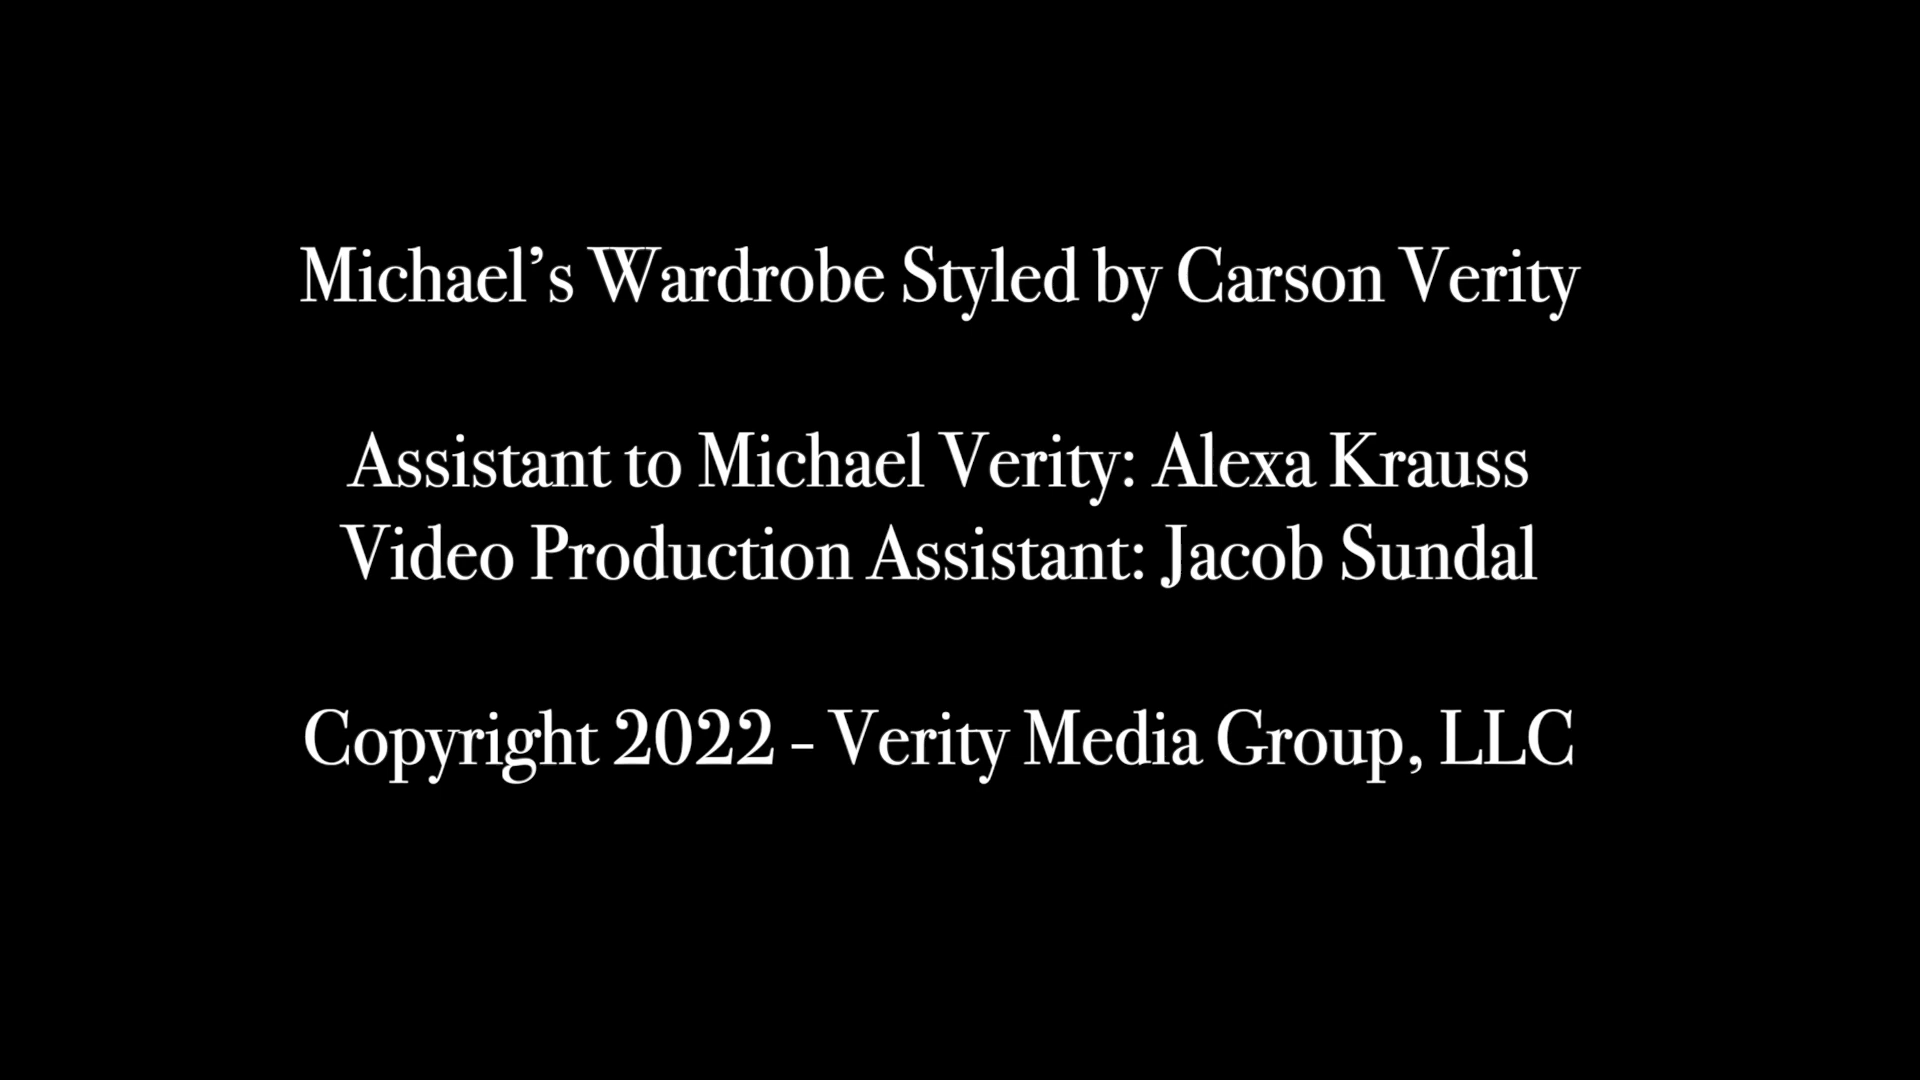 Michael’s Wardrobe Styled by Carson Verity
Assistant to Michael Verity: Alexa Krauss
Video Production Assistant: Jacob Sundal
Copyright 2022 - Verity Media Group, LLC